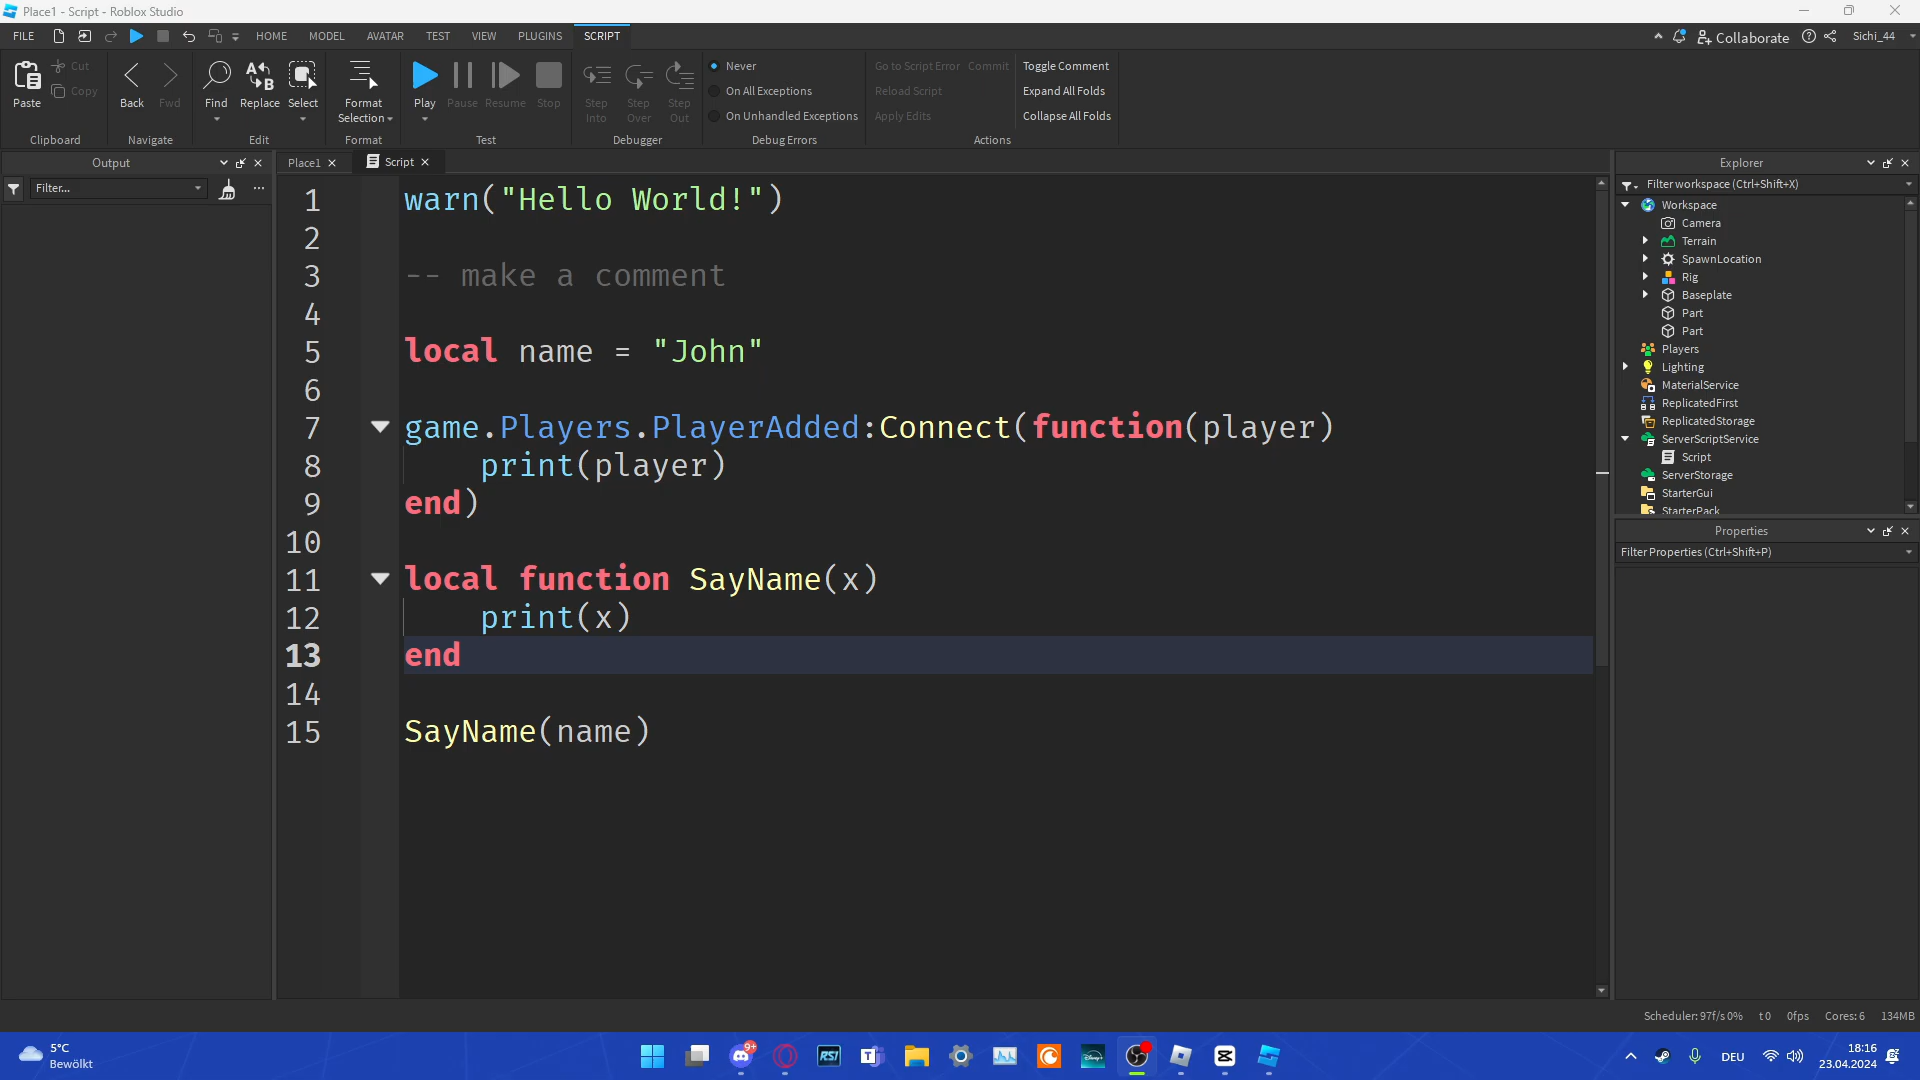 Place1 - Script - Roblox Studio
FILE HOME MODEL AVATAR TEST VIEW PLUGINS SCRIPT Collaborate Sichi_44
Paste Cut Copy Back Fwd Find Replace Select Format Selection Play Pause Resume Stop Step Into Step Over Step Out
Never
On All Exceptions
On Unhandled Exceptions
Go to Script Error Commit
Reload Script
Apply Edits
Toggle Comment
Expand All Folds
Collapse All Folds
Clipboard Navigate Edit Format Test Debugger Debug Errors Actions
Output
Filter...
Place1 Script
1 warn("Hello World!")
2
3 -- make a comment
4
5 local name = "John"
6
7 game.Players.PlayerAdded:Connect(function(player)
8 print(player)
9 end)
10
11 local function SayName(x)
12 print(x)
13 end
14
15 SayName(name)
Explorer
Filter workspace (Ctrl+Shift+X)
Workspace
Camera
Terrain
SpawnLocation
Rig
Baseplate
Part
Part
Players
Lighting
MaterialService
ReplicatedFirst
ReplicatedStorage
ServerScriptService
Script
ServerStorage
StarterGui
StarterPack
Properties
Filter Properties (Ctrl+Shift+P)
Scheduler: 97f/s 0% t 0 0fps Cores: 6 134MB
5°C
Bewölkt
9+
RSI
Disney+
DEU
18:16
23.04.2024